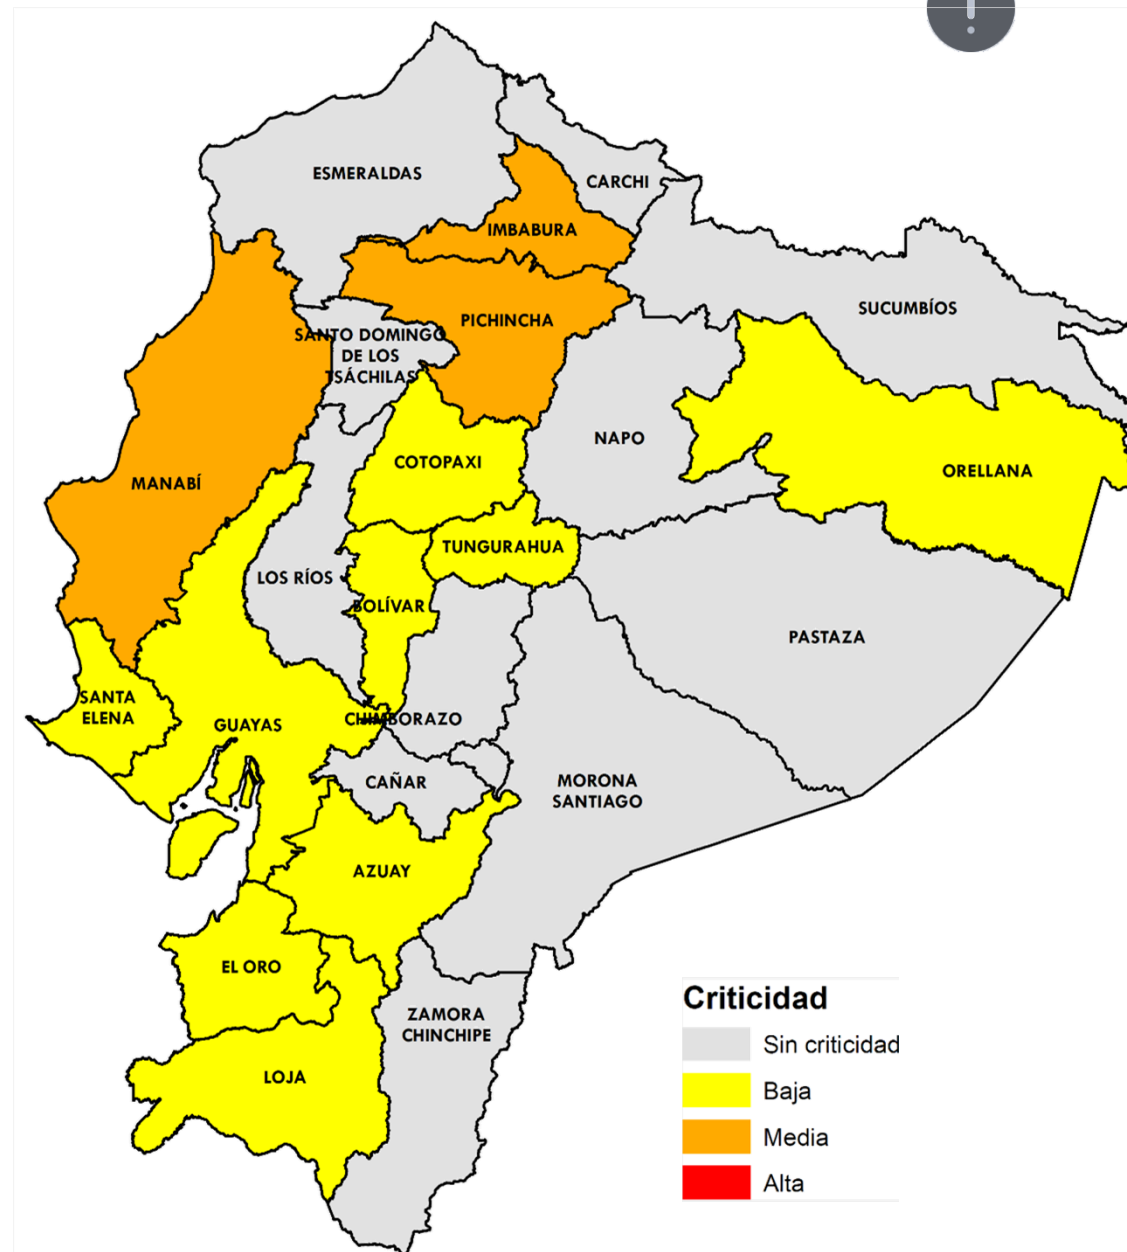 ESMERALDAS
CARCHI
IMBABURA
SUCUMBÍOS
PICHINCHA
SANTO DOMINGO
DE LOS
TSÁCHILAS
NAPO
COTOPAXI
ORELLANA
MANABÍ
TUNGURAHUA
LOS RÍOS
BOLÍVAR
PASTAZA
SANTA
ELENA
GUAYAS
CHIMBORAZO
CAÑAR
MORONA
SANTIAGO
AZUAY
EL ORO
ZAMORA
CHINCHIPE
LOJA
Criticidad
Sin criticidad
Baja
Media
Alta